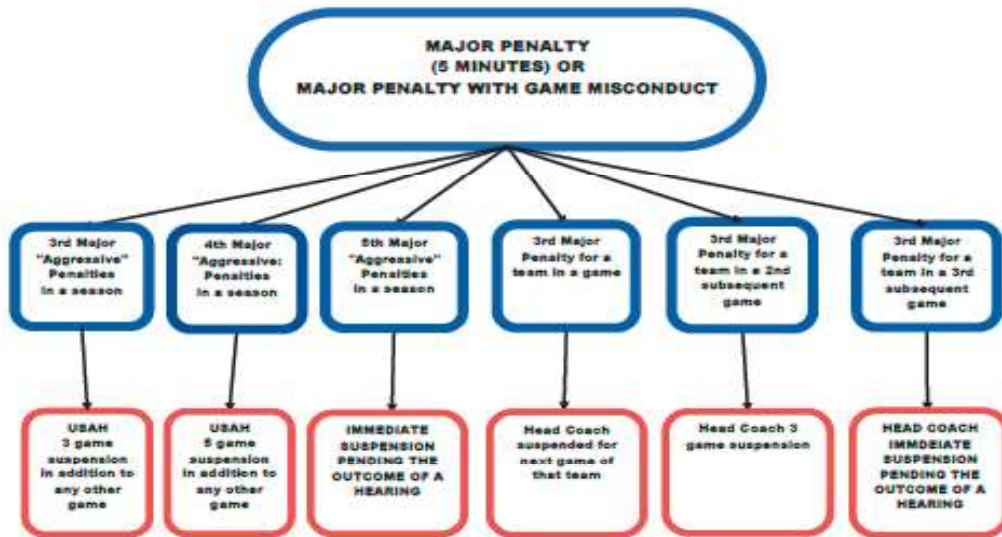 MAJOR PENALTY
(5 MINUTES) OR
MAJOR PENALTY WITH GAME MISCONDUCT
3rd Major
"Aggressive"
Penalties
in a season
4th Major
"Aggressive:
Penalties
in a season
5th Major
"Aggressive"
Penalties
in a season
3rd Major
Penalty for a
team in a game
3rd Major
Penalty for a
team in a 2nd
subsequent
game
3rd Major
Penalty for a
team in a 3rd
subsequent
game
USAH
3 game
suspension
in addition to
any other
game
USAH
5 game
suspension
in addition to
any other
game
IMMEDIATE
SUSPENSION
PENDING THE
OUTCOME OF A
HEARING
Head Coach
suspended for
next game of
that team
Head Coach 3
game suspension
HEAD COACH
IMMDEIATE
SUSPENSION
PENDING THE
OUTCOME OF A
HEARING